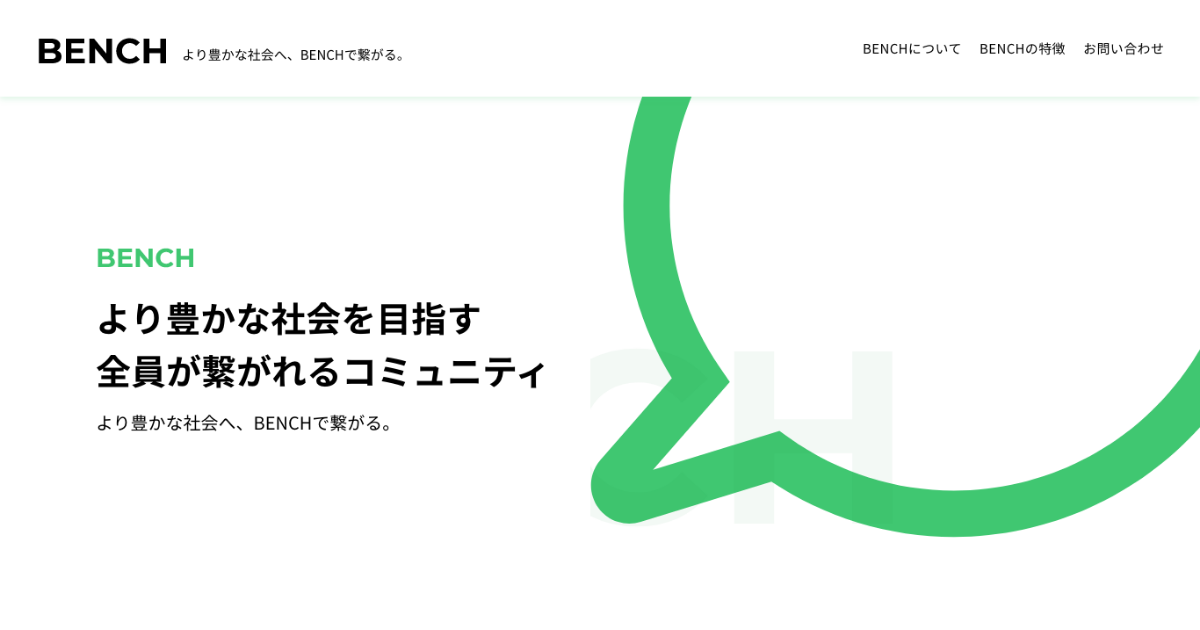 BENCH
より豊かな社会へ、BENCHで繋がる。
BENCHについて
BENCHの特徴
お問い合わせ
BENCH
より豊かな社会を目指す
全員が繋がれるコミュニティ
より豊かな社会へ、BENCHで繋がる。
CH